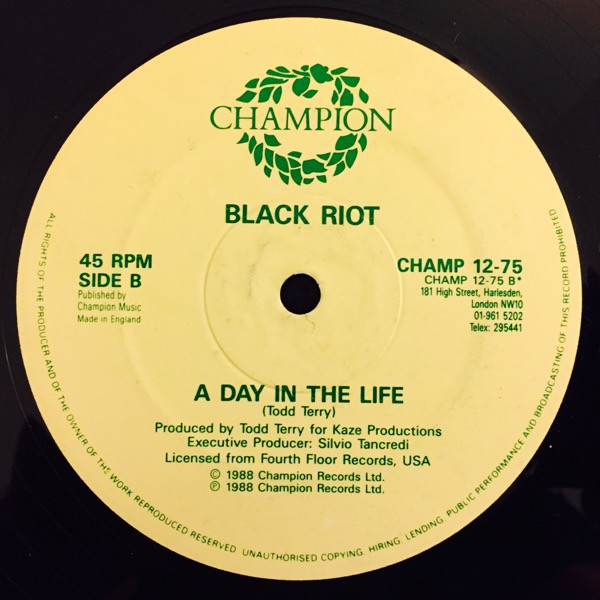 CHAMPION
BLACK RIOT
45 RPM
SIDE B
Published by
Champion Music
Made in England
CHAMP 12-75
CHAMP 12-75 B*
181 High Street, Harlesden,
London NW10
01-961 5202
Telex: 295441
A DAY IN THE LIFE
(Todd Terry)
Produced by Todd Terry for Kaze Productions
Executive Producer: Silvio Tancredi
Licensed from Fourth Floor Records, USA
© 1988 Champion Records Ltd.
℗ 1988 Champion Records Ltd.
ALL RIGHTS OF THE PRODUCER AND OF THE OWNER OF THE WORK REPRODUCED RESERVED. UNAUTHORISED COPYING, HIRING, LENDING, PUBLIC PERFORMANCE AND BROADCASTING OF THIS RECORD PROHIBITED